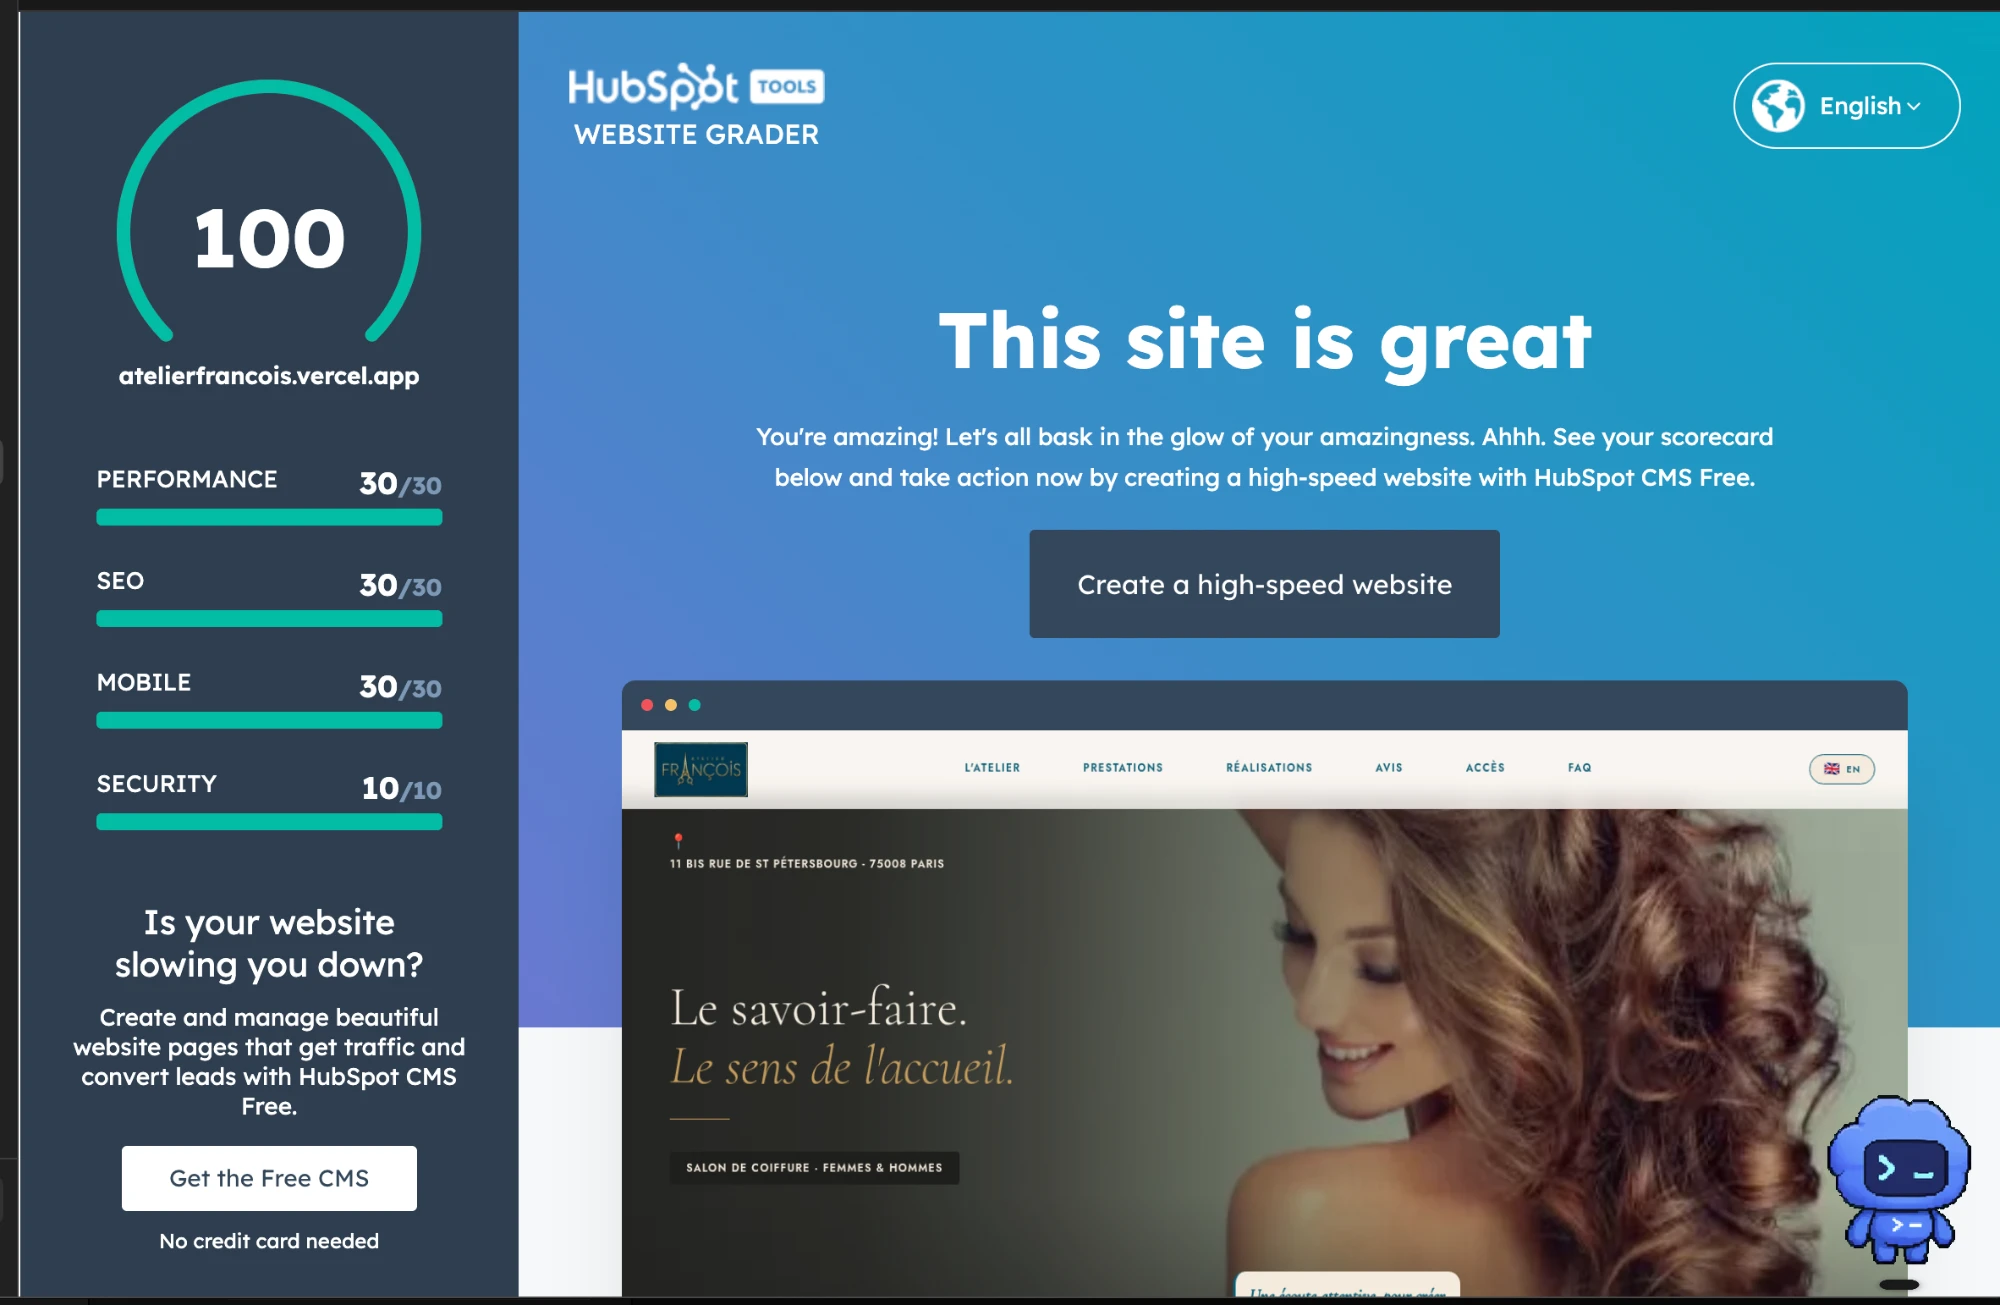 100
atelierfrancois.vercel.app
PERFORMANCE 30/30
SEO 30/30
MOBILE 30/30
SECURITY 10/10
Is your website
slowing you down?
Create and manage beautiful
website pages that get traffic and
convert leads with HubSpot CMS
Free.
Get the Free CMS
No credit card needed
HubSpot TOOLS
WEBSITE GRADER
English
This site is great
You're amazing! Let's all bask in the glow of your amazingness. Ahhh. See your scorecard
below and take action now by creating a high-speed website with HubSpot CMS Free.
Create a high-speed website
ATELIER
FRANÇOIS
L'ATELIER PRESTATIONS RÉALISATIONS AVIS ACCÈS FAQ EN
11 BIS RUE DE ST PÉTERSBOURG - 75008 PARIS
Le savoir-faire.
Le sens de l'accueil.
SALON DE COIFFURE - FEMMES & HOMMES
Une écoute attentive, pour créer